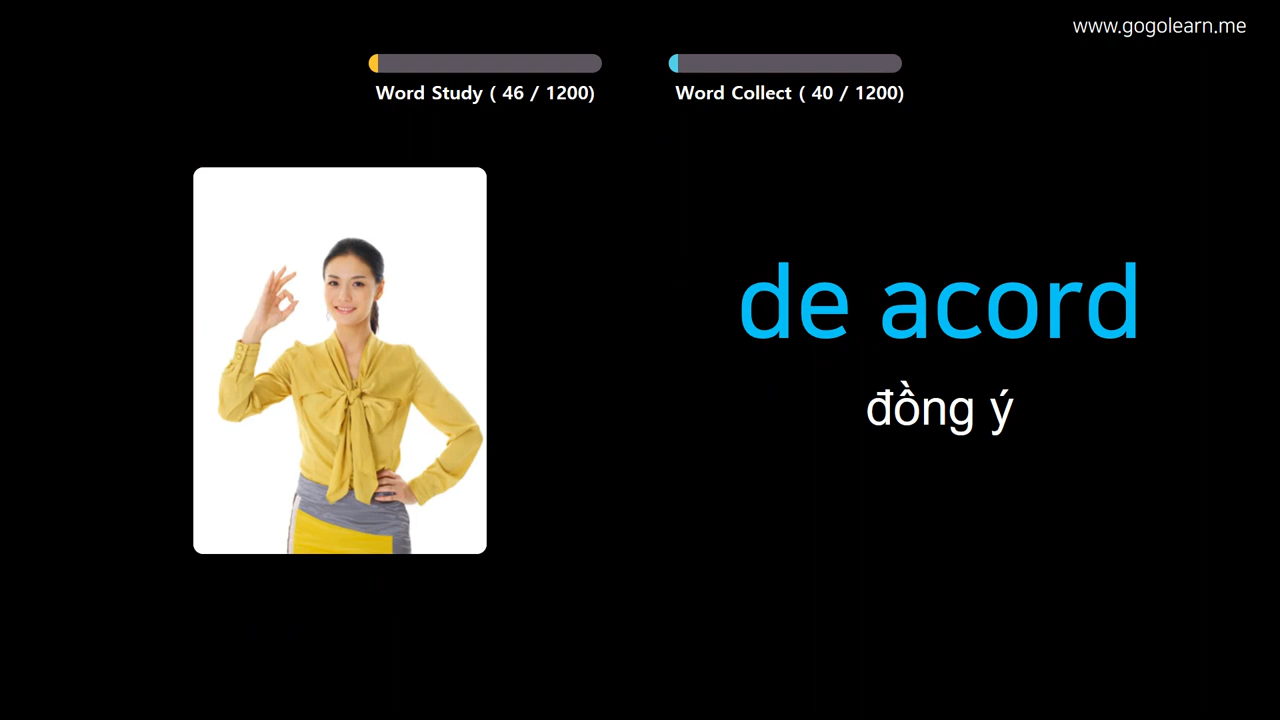 www.gogolearn.me
Word Study ( 46 / 1200)
Word Collect ( 40 / 1200)
de acord
đồng ý